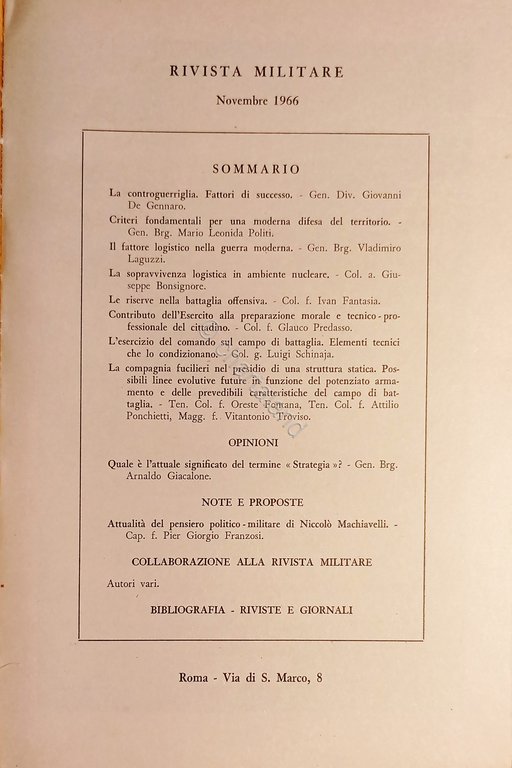 RIVISTA MILITARE
Novembre 1966
SOMMARIO
La controguerriglia. Fattori di successo. - Gen. Div. Giovanni
De Gennaro.
Criteri fondamentali per una moderna difesa del territorio. -
Gen. Brg. Mario Leonida Politi.
Il fattore logistico nella guerra moderna. - Gen. Brg. Vladimiro
Laguzzi.
La sopravvivenza logistica in ambiente nucleare. - Col. a. Giu-
seppe Bonsignore.
Le riserve nella battaglia offensiva. - Col. f. Ivan Fantasia.
Contributo dell'Esercito alla preparazione morale e tecnico-pro-
fessionale del cittadino. - Col. f. Glauco Predasso.
L'esercizio del comando sul campo di battaglia. Elementi tecnici
che lo condizionano. - Col. g. Luigi Schinaja.
La compagnia fucilieri nel presidio di una struttura statica. Pos-
sibili linee evolutive future in funzione del potenziato arma-
mento e delle prevedibili caratteristiche del campo di bat-
taglia. - Ten. Col. f. Oreste Fontana, Ten. Col. f. Attilio
Ponchietti, Magg. f. Vitantonio Troviso.
OPINIONI
Quale è l'attuale significato del termine « Strategia »? - Gen. Brg.
Arnaldo Giacalone.
NOTE E PROPOSTE
Attualità del pensiero politico-militare di Niccolò Machiavelli. -
Cap. f. Pier Giorgio Franzosi.
COLLABORAZIONE ALLA RIVISTA MILITARE
Autori vari.
BIBLIOGRAFIA - RIVISTE E GIORNALI
Roma - Via di S. Marco, 8